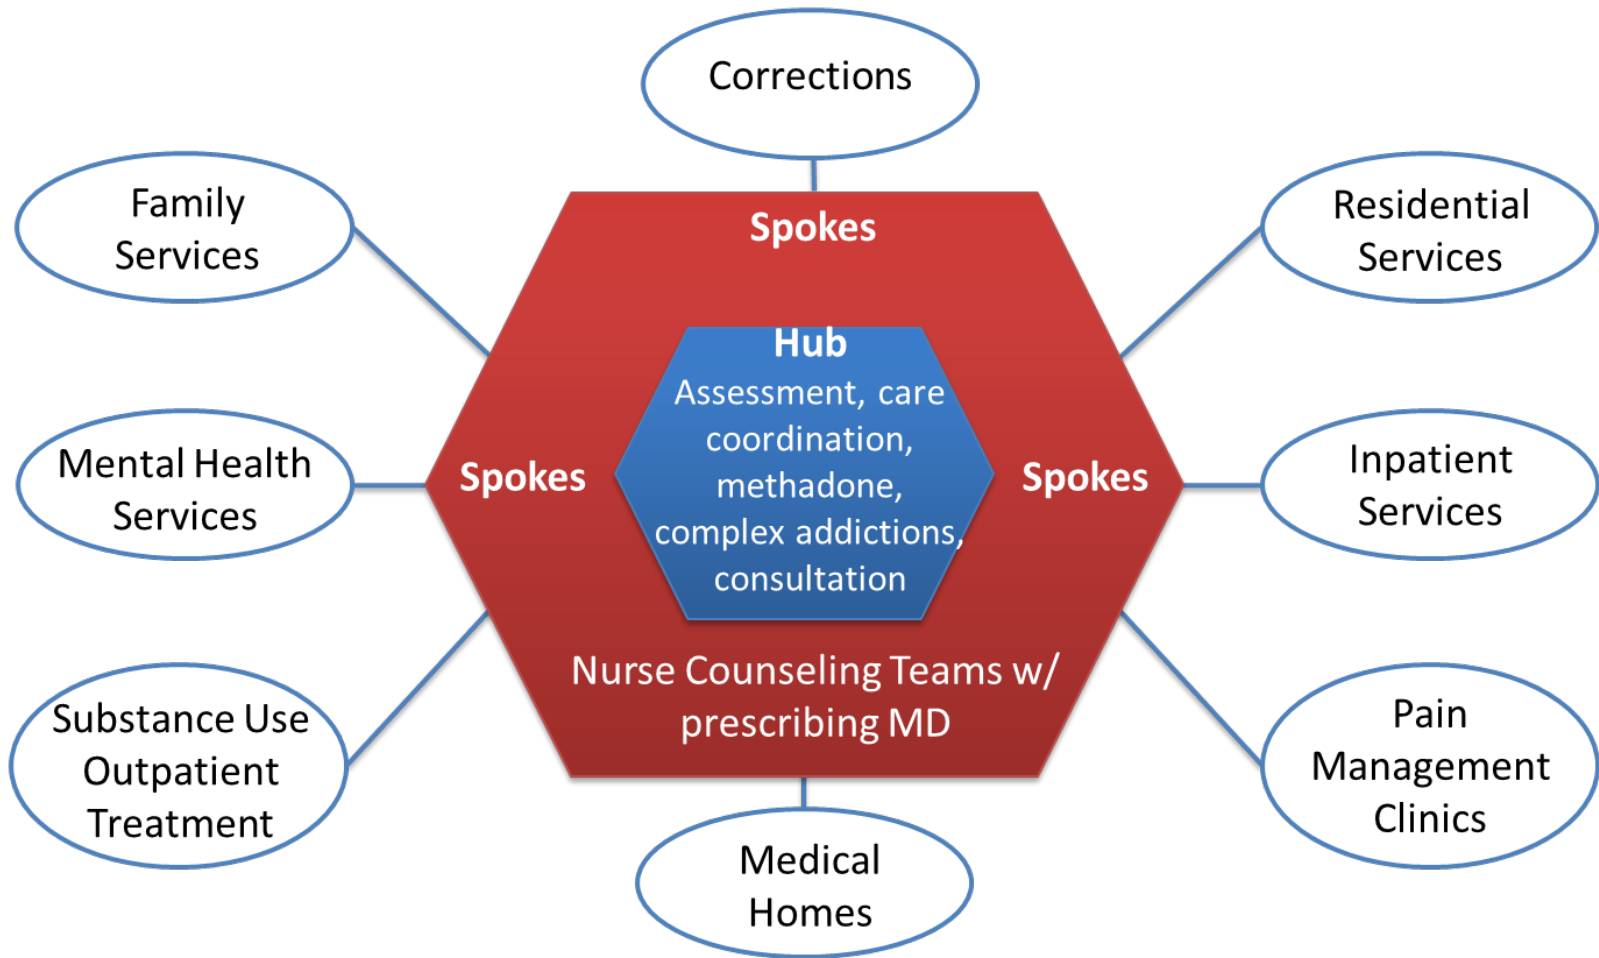 Corrections
Family
Services
Residential
Services
Spokes
Hub
Assessment, care
coordination,
methadone,
complex addictions,
consultation
Spokes
Spokes
Mental Health
Services
Inpatient
Services
Nurse Counseling Teams w/
prescribing MD
Substance Use
Outpatient
Treatment
Pain
Management
Clinics
Medical
Homes